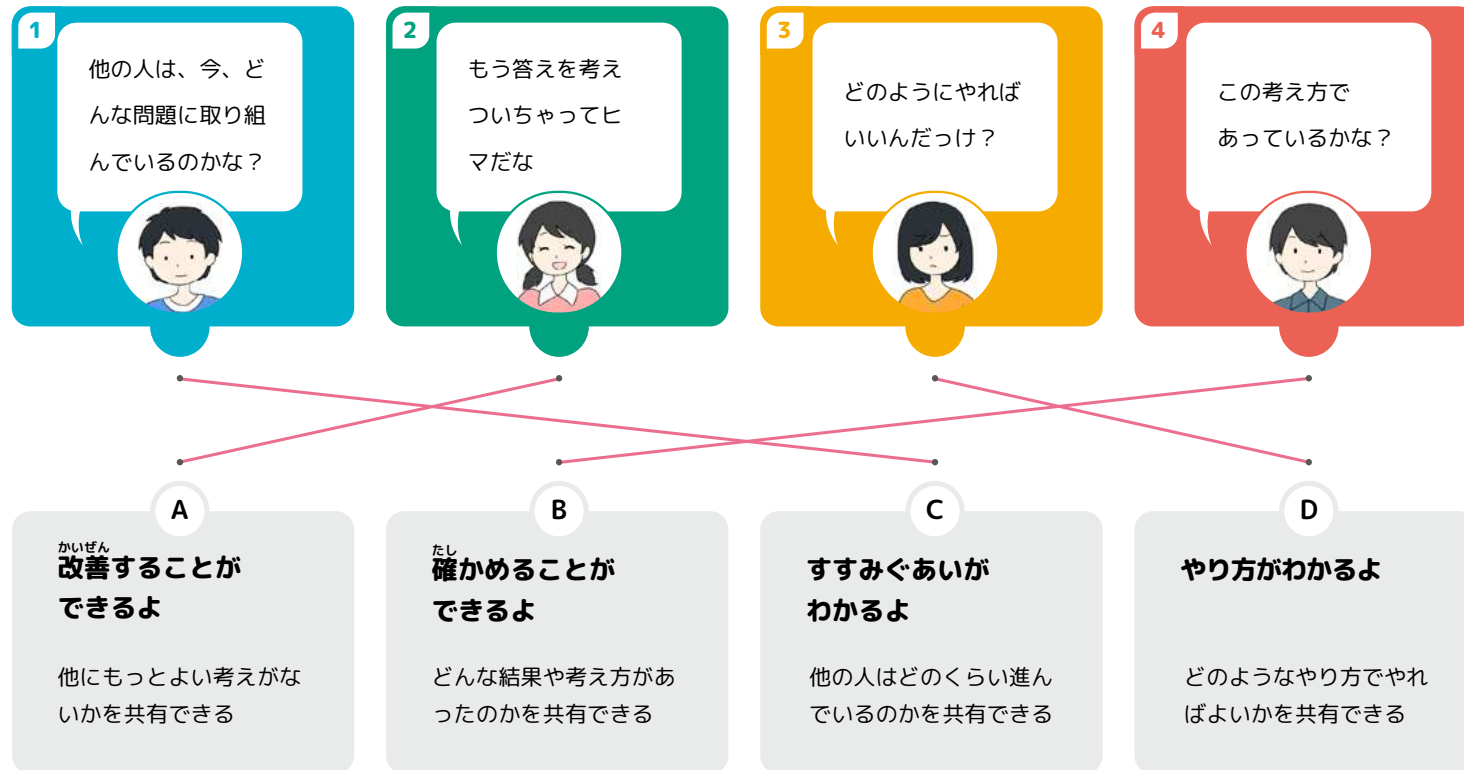 1
他の人は、今、ど
んな問題に取り組
んでいるのかな？
2
もう答えを考え
ついちゃってヒ
マだな
3
どのようにやれば
いいんだっけ？
4
この考え方で
あっているかな？
A
かいぜん
改善することが
できるよ
他にもっとよい考えがな
いかを共有できる
B
たし
確かめることが
できるよ
どんな結果や考え方があ
ったのかを共有できる
C
すすみぐあいが
わかるよ
他の人はどのくらい進ん
でいるのかを共有できる
D
やり方がわかるよ
どのようなやり方でやれ
ばよいかを共有できる